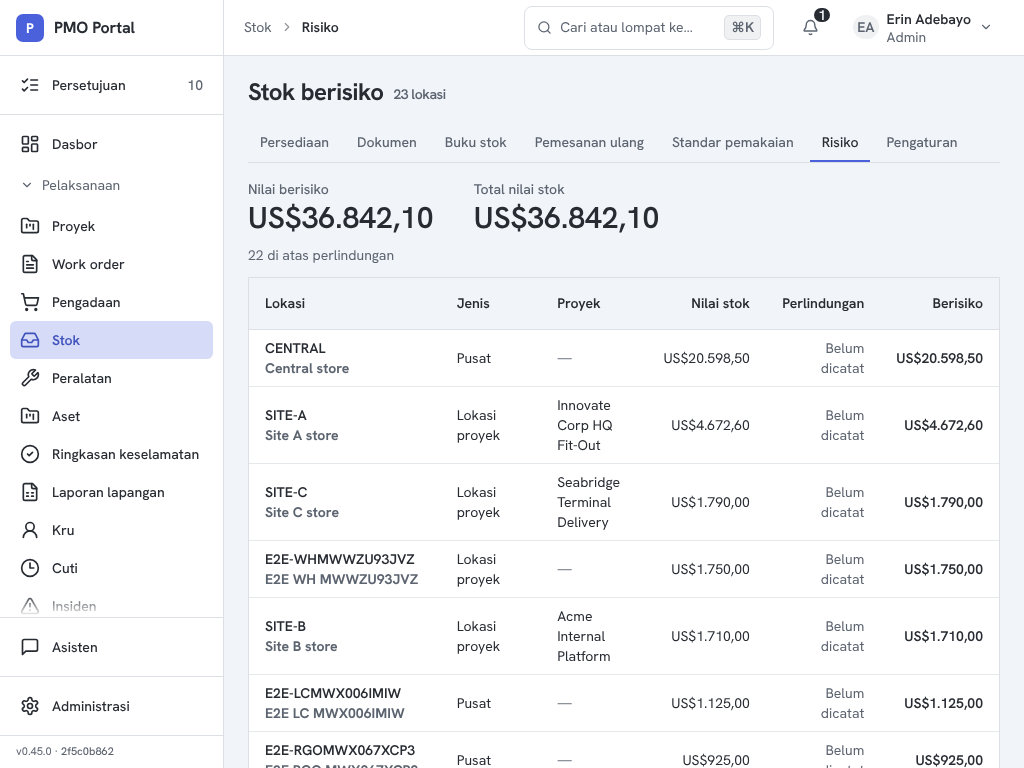 P PMO Portal
Stok > Risiko
Cari atau lompat ke...
⌘K
1
EA
Erin Adebayo
Admin
Persetujuan 10
Dasbor
Pelaksanaan
Proyek
Work order
Pengadaan
Stok
Peralatan
Aset
Ringkasan keselamatan
Laporan lapangan
Kru
Cuti
Insiden
Asisten
Administrasi
v0.45.0 · 2f5c0b862
Stok berisiko 23 lokasi
Persediaan Dokumen Buku stok Pemesanan ulang Standar pemakaian Risiko Pengaturan
Nilai berisiko Total nilai stok
US$36.842,10 US$36.842,10
22 di atas perlindungan
Lokasi Jenis Proyek Nilai stok Perlindungan Berisiko
CENTRAL
Central store
Pusat
—
US$20.598,50
Belum
dicatat
US$20.598,50
SITE-A
Site A store
Lokasi
proyek
Innovate
Corp HQ
Fit-Out
US$4.672,60
Belum
dicatat
US$4.672,60
SITE-C
Site C store
Lokasi
proyek
Seabridge
Terminal
Delivery
US$1.790,00
Belum
dicatat
US$1.790,00
E2E-WHMWWZU93JVZ
E2E WH MWWZU93JVZ
Lokasi
proyek
—
US$1.750,00
Belum
dicatat
US$1.750,00
SITE-B
Site B store
Lokasi
proyek
Acme
Internal
Platform
US$1.710,00
Belum
dicatat
US$1.710,00
E2E-LCMWX006IMIW
E2E LC MWX006IMIW
Pusat
—
US$1.125,00
Belum
dicatat
US$1.125,00
E2E-RGOMWX067XCP3
Pusat
—
US$925,00
Belum
US$925,00